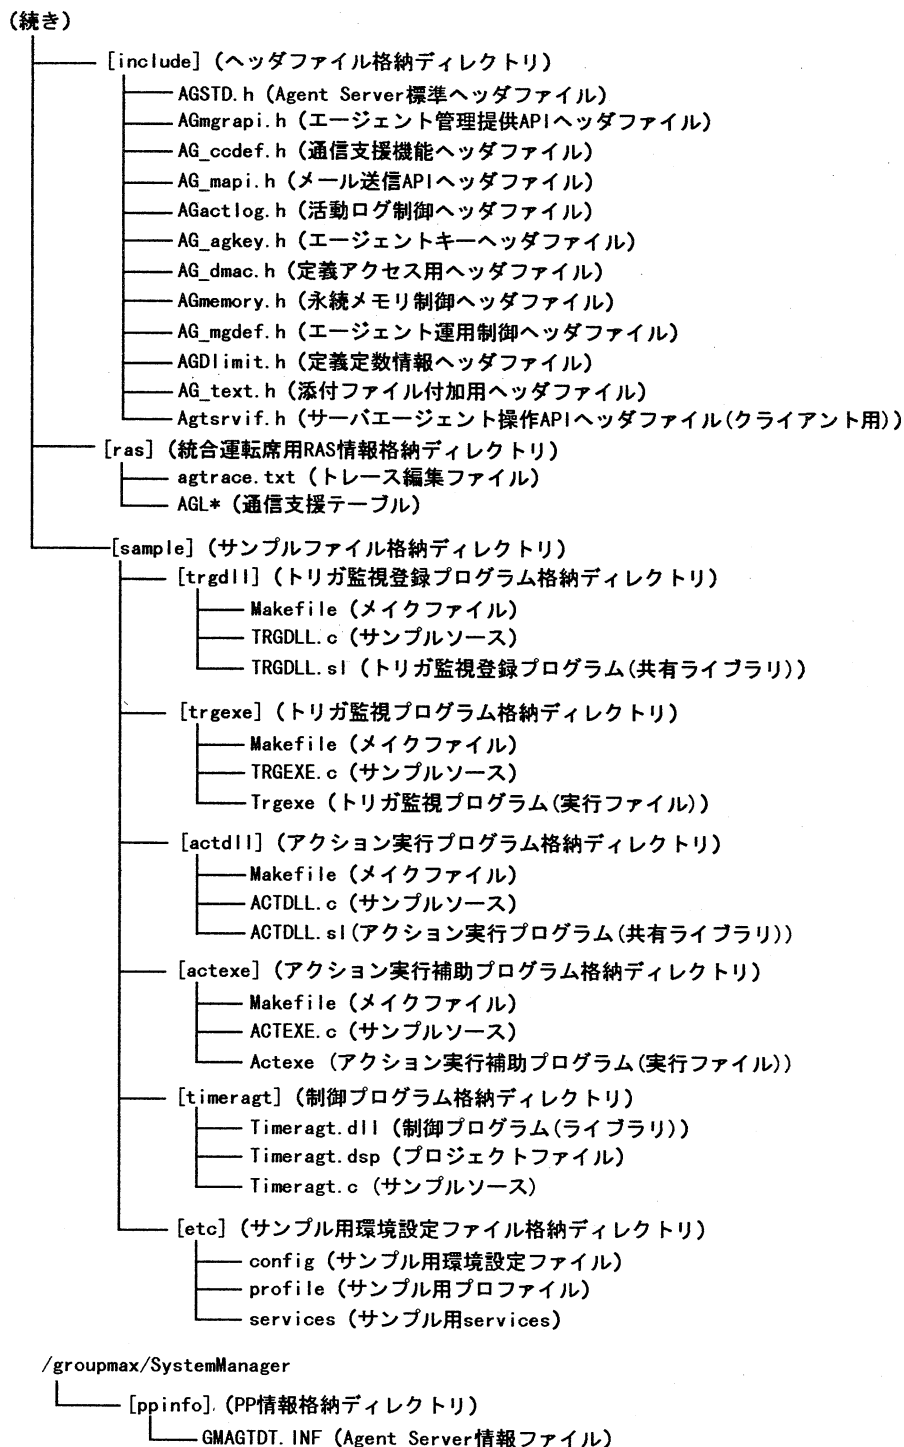 (続き)
[include] (ヘッダファイル格納ディレクトリ)
AGSTD.h (Agent Server標準ヘッダファイル)
AGmgrapi.h (エージェント管理提供APIヘッダファイル)
AG_ccdef.h (通信支援機能ヘッダファイル)
AG_mapi.h (メール送信APIヘッダファイル)
AGactlog.h (活動ログ制御ヘッダファイル)
AG_agkey.h (エージェントキーヘッダファイル)
AG_dmac.h (定義アクセス用ヘッダファイル)
AGmemory.h (永続メモリ制御ヘッダファイル)
AG_mgdef.h (エージェント運用制御ヘッダファイル)
AGDlimit.h (定義定数情報ヘッダファイル)
AG_text.h (添付ファイル付加用ヘッダファイル)
Agtsrvif.h (サーバエージェント操作APIヘッダファイル(クライアント用))
[ras] (統合運転席用RAS情報格納ディレクトリ)
agtrace.txt (トレース編集ファイル)
AGL* (通信支援テーブル)
[sample] (サンプルファイル格納ディレクトリ)
[trgdll] (トリガ監視登録プログラム格納ディレクトリ)
Makefile (メイクファイル)
TRGDLL.c (サンプルソース)
TRGDLL.sl (トリガ監視登録プログラム(共有ライブラリ))
[trgexe] (トリガ監視プログラム格納ディレクトリ)
Makefile (メイクファイル)
TRGEXE.c (サンプルソース)
Trgexe (トリガ監視プログラム(実行ファイル))
[actdll] (アクション実行プログラム格納ディレクトリ)
Makefile (メイクファイル)
ACTDLL.c (サンプルソース)
ACTDLL.sl(アクション実行プログラム(共有ライブラリ))
[actexe] (アクション実行補助プログラム格納ディレクトリ)
Makefile (メイクファイル)
ACTEXE.c (サンプルソース)
Actexe (アクション実行補助プログラム(実行ファイル))
[timeragt] (制御プログラム格納ディレクトリ)
Timeragt.dll (制御プログラム(ライブラリ))
Timeragt.dsp (プロジェクトファイル)
Timeragt.c (サンプルソース)
[etc] (サンプル用環境設定ファイル格納ディレクトリ)
config (サンプル用環境設定ファイル)
profile (サンプル用プロファイル)
services (サンプル用services)
/groupmax/SystemManager
[ppinfo] (PP情報格納ディレクトリ)
GMAGTDT.INF (Agent Server情報ファイル)